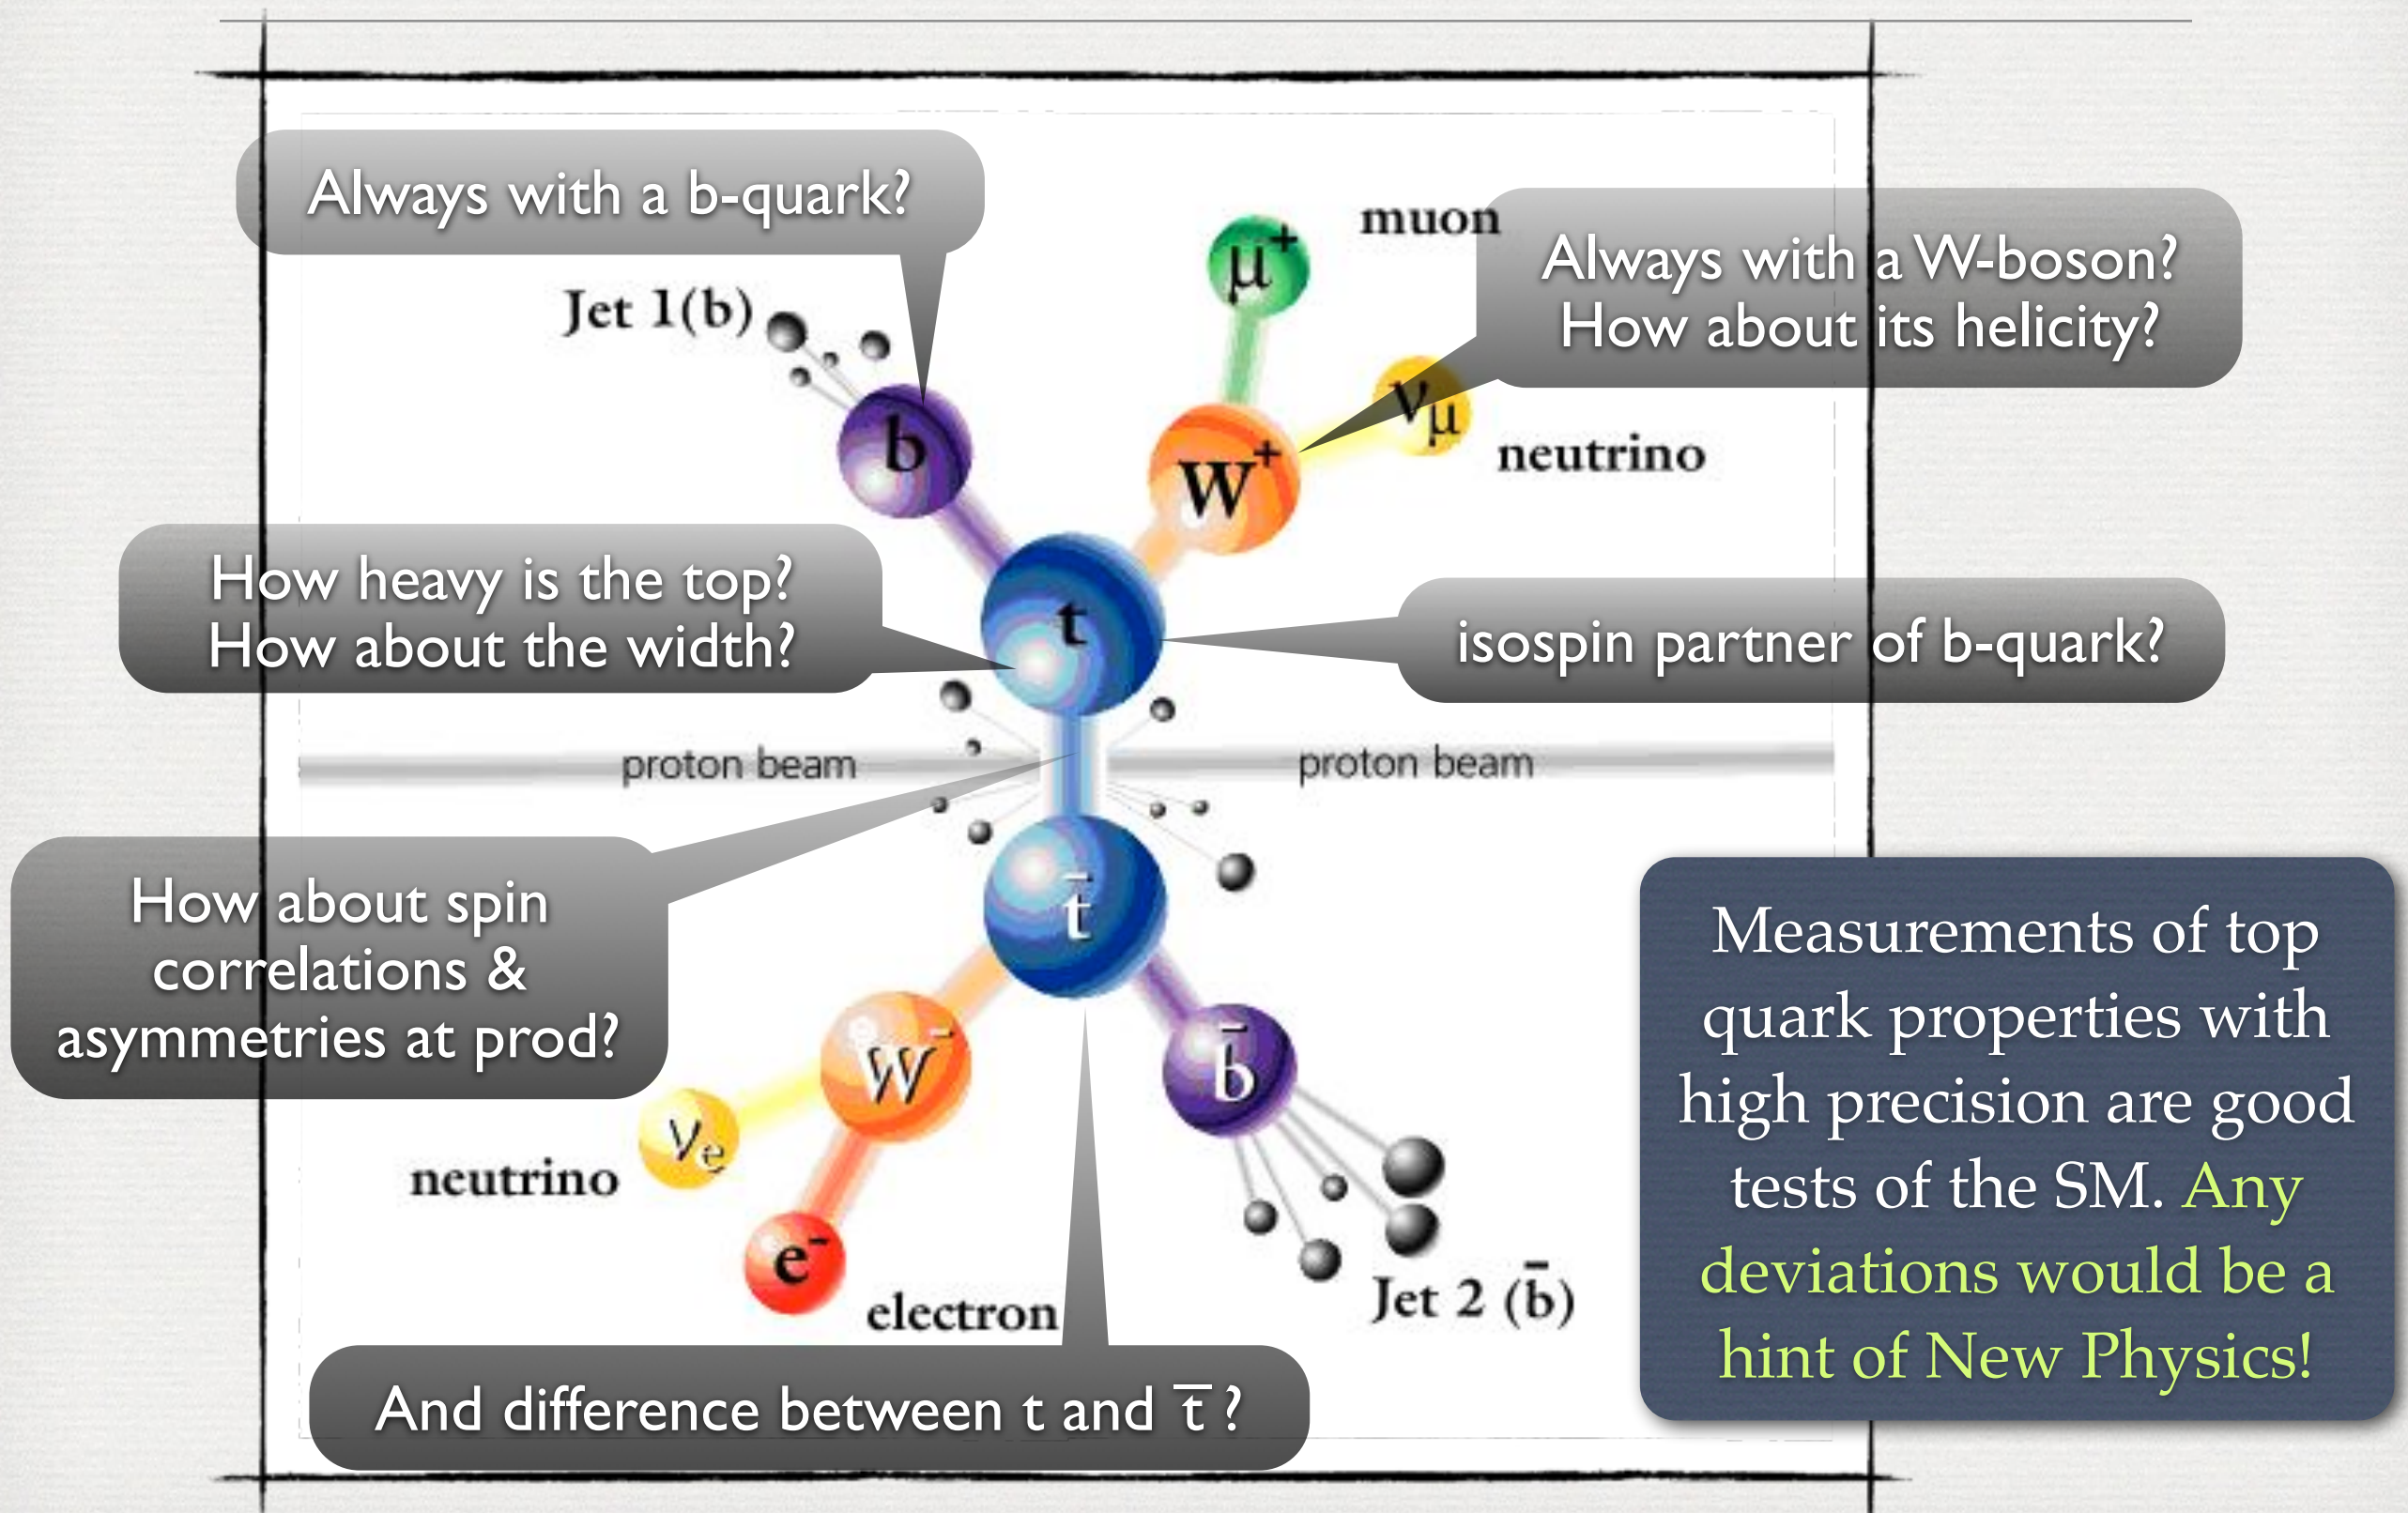 Always with a b-quark?
muon
μ+
Always with a W-boson?
How about its helicity?
Jet 1(b)
b
W+
νμ
neutrino
How heavy is the top?
How about the width?
t
isospin partner of b-quark?
proton beam
proton beam
How about spin
correlations &
asymmetries at prod?
t̄
Measurements of top
quark properties with
high precision are good
tests of the SM. Any
deviations would be a
hint of New Physics!
W-
b̄
νe
neutrino
e-
electron
Jet 2 (b̄)
And difference between t and t̄ ?